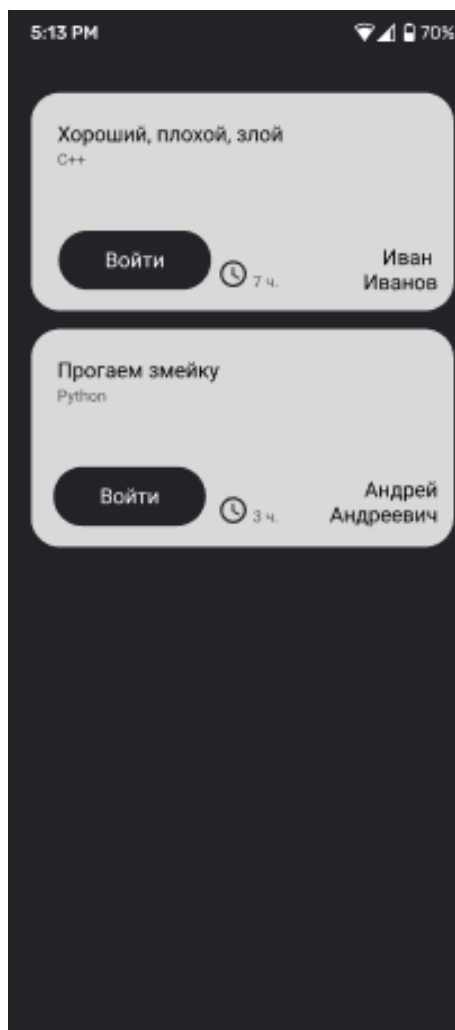 5:13 PM 70%
Хороший, плохой, злой
C++
Войти
7 ч.
Иван
Иванов
Прогаем змейку
Python
Войти
3 ч.
Андрей
Андреевич